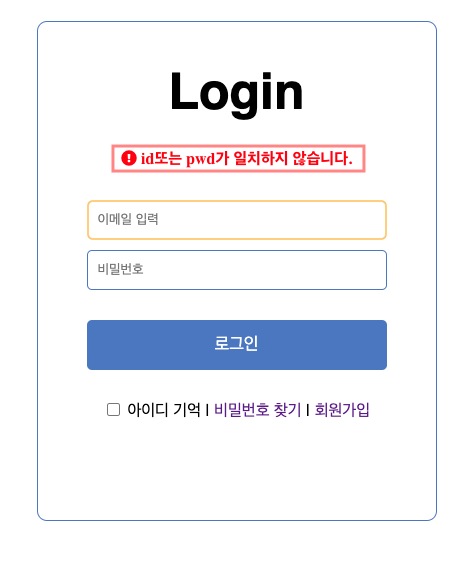 Login
id또는 pwd가 일치하지 않습니다.
이메일 입력
비밀번호
로그인
아이디 기억 | 비밀번호 찾기 | 회원가입